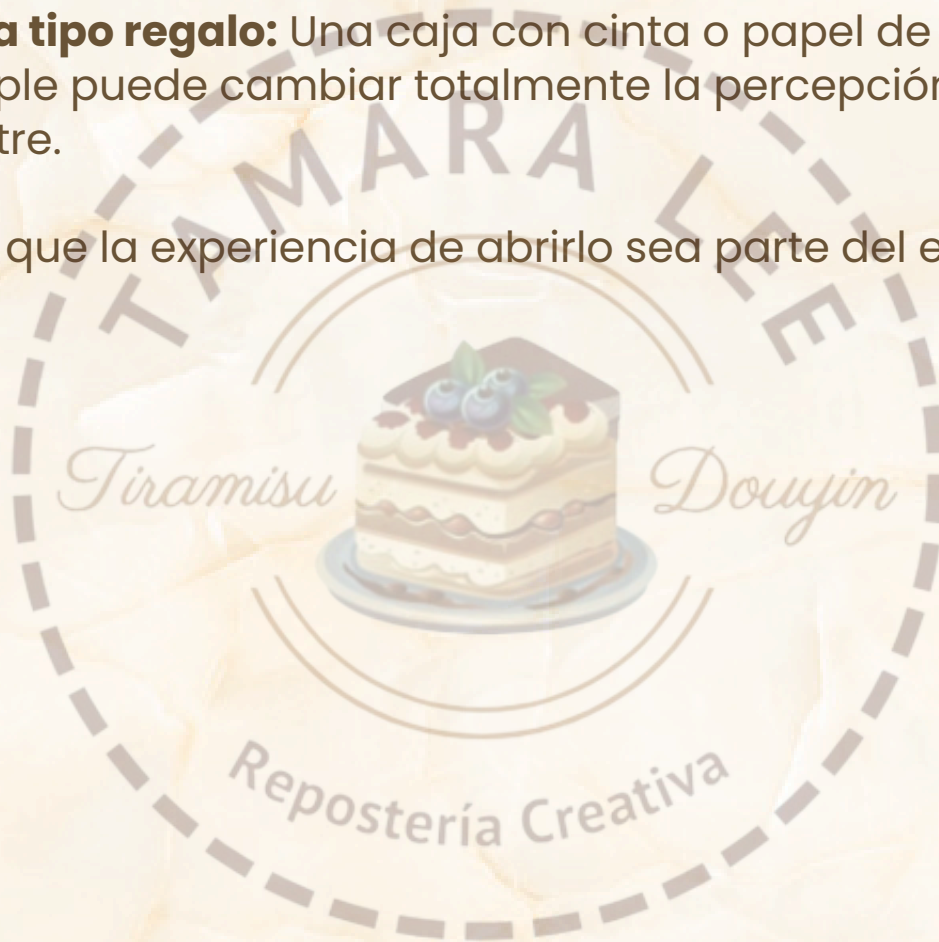 a tipo regalo: Una caja con cinta o papel de
ple puede cambiar totalmente la percepción
tre.
que la experiencia de abrirlo sea parte del e
TAMARA LEE
Tiramisu Douyin
Repostería Creativa